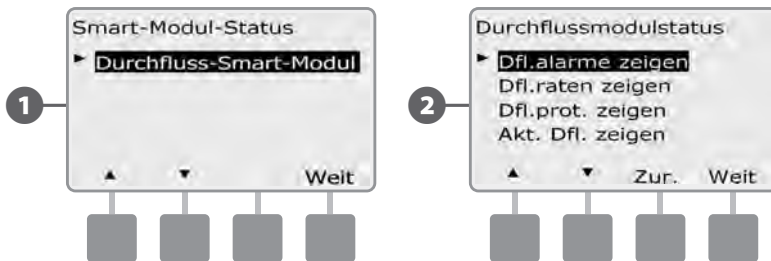 Smart-Modul-Status
► Durchfluss-Smart-Modul
1
▲ ▼ Weit
Durchflussmodulstatus
► Dfl.alarme zeigen
Dfl.raten zeigen
Dfl.prot. zeigen
Akt. Dfl. zeigen
2
▲ ▼ Zur. Weit